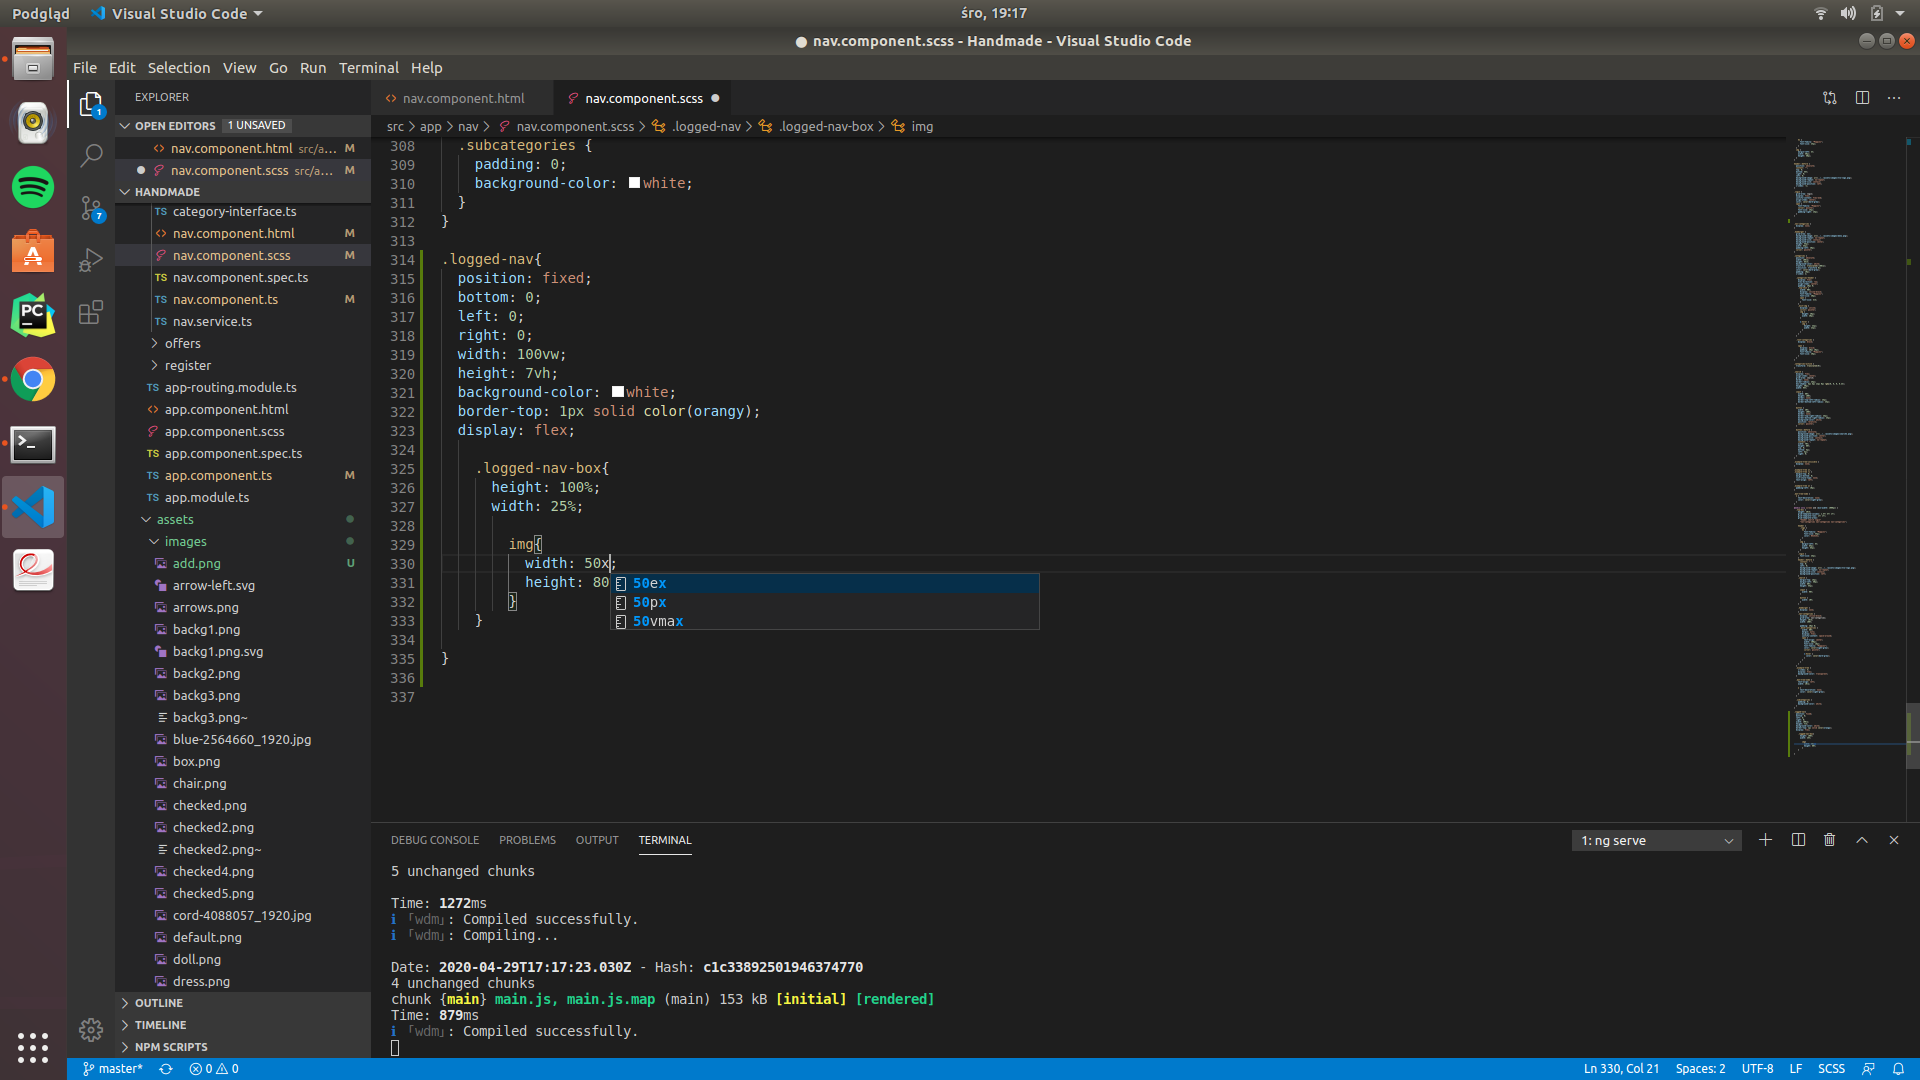 Podgląd
Visual Studio Code
śro, 19:17
● nav.component.scss - Handmade - Visual Studio Code
File Edit Selection View Go Run Terminal Help
EXPLORER
OPEN EDITORS 1 UNSAVED
nav.component.html src/a... M
● nav.component.scss src/a... M
HANDMADE
TS category-interface.ts
nav.component.html M
nav.component.scss M
TS nav.component.spec.ts
TS nav.component.ts M
TS nav.service.ts
offers
register
TS app-routing.module.ts
app.component.html
app.component.scss
TS app.component.spec.ts
TS app.component.ts M
TS app.module.ts
assets
images
add.png U
arrow-left.svg
arrows.png
backg1.png
backg1.png.svg
backg2.png
backg3.png
backg3.png~
blue-2564660_1920.jpg
box.png
chair.png
checked.png
checked2.png
checked2.png~
checked4.png
checked5.png
cord-4088057_1920.jpg
default.png
doll.png
dress.png
OUTLINE
TIMELINE
NPM SCRIPTS
1
7
PC
nav.component.html
nav.component.scss ●
src > app > nav > nav.component.scss > .logged-nav > .logged-nav-box > img
308 .subcategories {
309 padding: 0;
310 background-color: white;
311 }
312 }
313
314 .logged-nav{
315 position: fixed;
316 bottom: 0;
317 left: 0;
318 right: 0;
319 width: 100vw;
320 height: 7vh;
321 background-color: white;
322 border-top: 1px solid color(orangy);
323 display: flex;
324
325 .logged-nav-box{
326 height: 100%;
327 width: 25%;
328
329 img{
330 width: 50x;
331 height: 80
332 }
333 }
334
335 }
336
337
50ex
50px
50vmax
DEBUG CONSOLE PROBLEMS OUTPUT TERMINAL
1: ng serve
5 unchanged chunks
Time: 1272ms
ℹ 「wdm」: Compiled successfully.
ℹ 「wdm」: Compiling...
Date: 2020-04-29T17:17:23.030Z - Hash: c1c33892501946374770
4 unchanged chunks
chunk {main} main.js, main.js.map (main) 153 kB [initial] [rendered]
Time: 879ms
ℹ 「wdm」: Compiled successfully.
master* 0 0
Ln 330, Col 21 Spaces: 2 UTF-8 LF SCSS